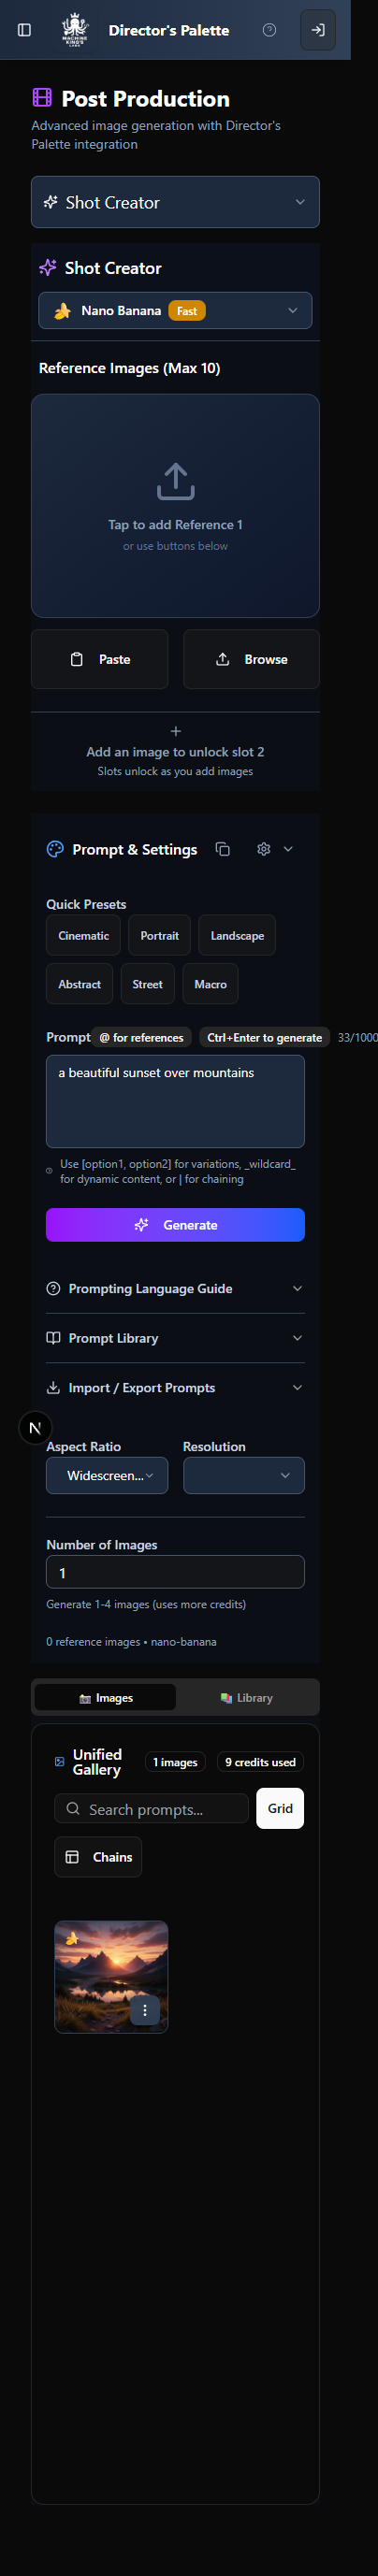 MACHINE KING'S
LABS
Director's Palette
Post Production
Advanced image generation with Director's
Palette integration
Shot Creator
Shot Creator
Nano Banana Fast
Reference Images (Max 10)
Tap to add Reference 1
or use buttons below
Paste Browse
Add an image to unlock slot 2
Slots unlock as you add images
Prompt & Settings
Quick Presets
Cinematic Portrait Landscape
Abstract Street Macro
Prompt @ for references Ctrl+Enter to generate 33/1000
a beautiful sunset over mountains
Use [option1, option2] for variations, _wildcard_
for dynamic content, or | for chaining
Generate
Prompting Language Guide
Prompt Library
Import / Export Prompts
N
Aspect Ratio Resolution
Widescreen...
Number of Images
1
Generate 1-4 images (uses more credits)
0 reference images • nano-banana
Images Library
Unified
Gallery
1 images 9 credits used
Search prompts... Grid
Chains